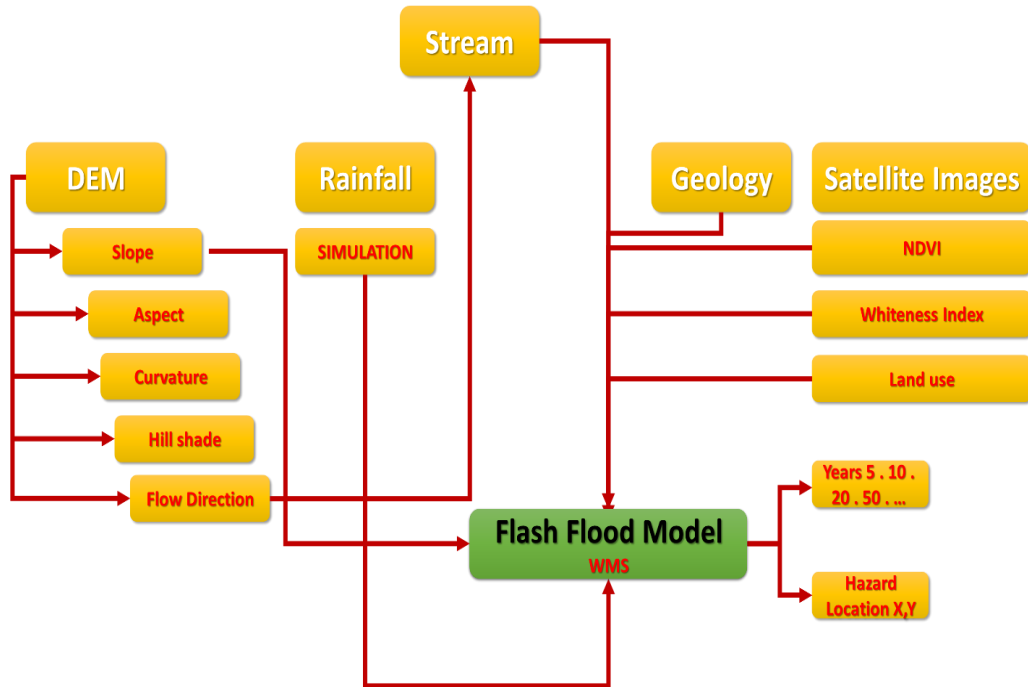 Stream
DEM
Rainfall
Geology
Satellite Images
Slope
SIMULATION
NDVI
Aspect
Whiteness Index
Curvature
Land use
Hill shade
Flow Direction
Years 5 . 10 .
20 . 50 . ...
Flash Flood Model
WMS
Hazard
Location X,Y